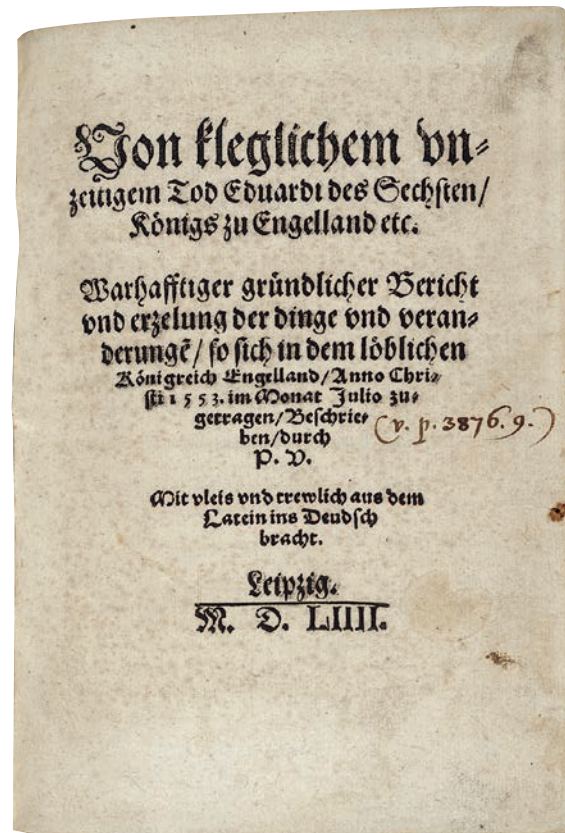 Von kleglichem vn⸗
zeitigem Tod Eduardi des Sechsten/
Königs zu Engelland etc.
Warhafftiger gründlicher Bericht
vnd erzelung der dinge vnd veran⸗
derungẽ/ so sich in dem löblichen
Königreich Engelland/Anno Chri⸗
sti 1553. im Monat Julio zu⸗
getragen/Beschrie⸗
ben/durch
P. V.
(v. p. 3876. 9.)
Mit vleis vnd trewlich aus dem
Latein ins Deudsch
bracht.
Leipzig.
M. D. LIIII.